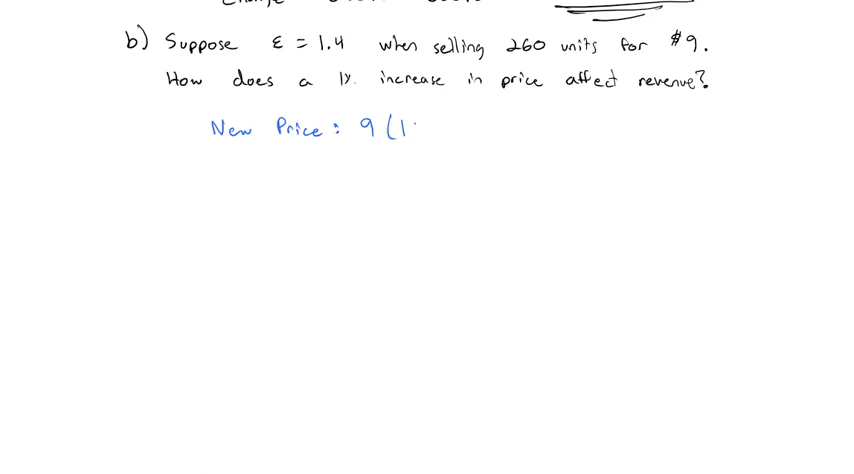 Change
b) Suppose ε = 1.4 when selling 260 units for $9.
How does a 1% increase in price affect revenue?
New Price: 9 (1.